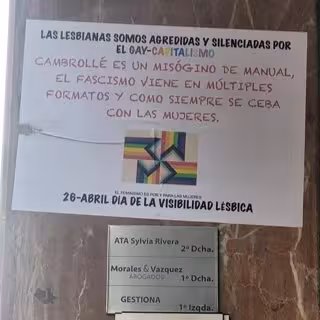 LAS LESBIANAS SOMOS AGREDIDAS Y SILENCIADAS POR
EL GAY-CAPITALISMO
CAMBROLLÉ ES UN MISÓGINO DE MANUAL,
EL FASCISMO VIENE EN MÚLTIPLES
FORMATOS Y COMO SIEMPRE SE CEBA
CON LAS MUJERES.
EL FEMINISMO ES POR Y PARA LAS MUJERES
26-ABRIL DÍA DE LA VISIBILIDAD LÉSBICA
ATA Sylvia Rivera
2º Dcha.
Morales & Vazquez
ABOGADOS
1º Dcha.
GESTIONA
1º Izqda.